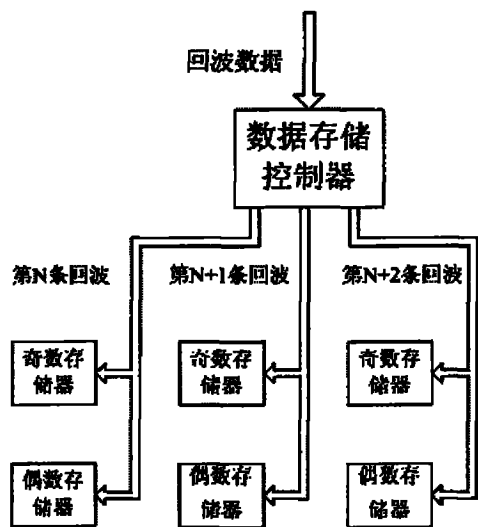 回波数据
数据存储
控制器
第N条回波
第N+1条回波
第N+2条回波
奇数存
储器
奇数存
储器
奇数存
储器
偶数存
储器
偶数存
储器
偶数存
储器